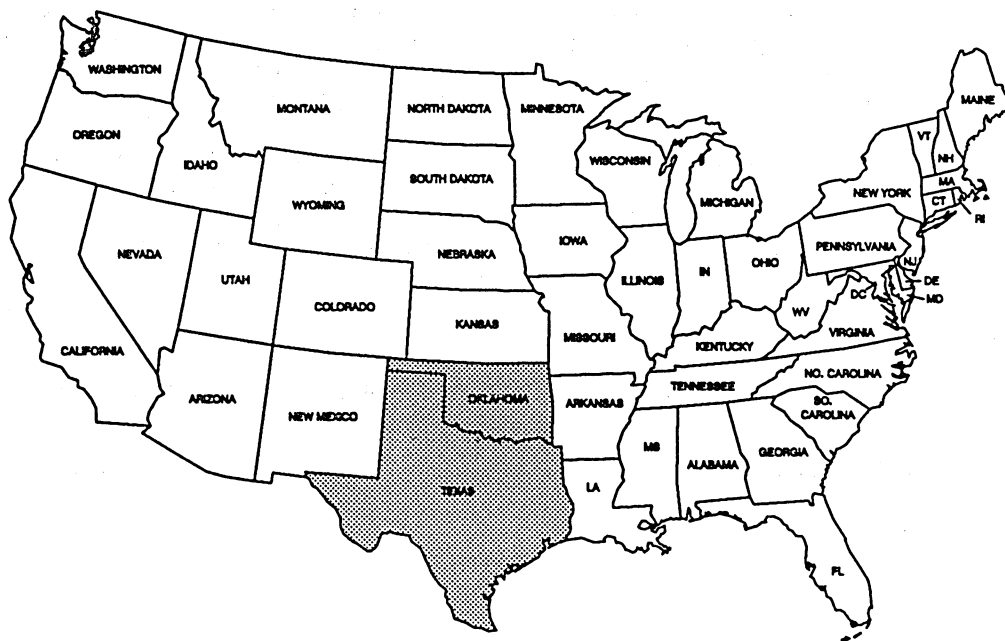 WASHINGTON
MONTANA
NORTH DAKOTA
MINNESOTA
MAINE
OREGON
IDAHO
VT
NH
WISCONSIN
SOUTH DAKOTA
MICHIGAN
NEW YORK
MA
CT
RI
WYOMING
NEVADA
UTAH
NEBRASKA
IOWA
ILLINOIS
IN
OHIO
PENNSYLVANIA
NJ
DE
MD
DC
COLORADO
KANSAS
MISSOURI
WV
VIRGINIA
KENTUCKY
CALIFORNIA
ARIZONA
NEW MEXICO
OKLAHOMA
ARKANSAS
TENNESSEE
NO. CAROLINA
SO.
CAROLINA
TEXAS
LA
MS
ALABAMA
GEORGIA
FL